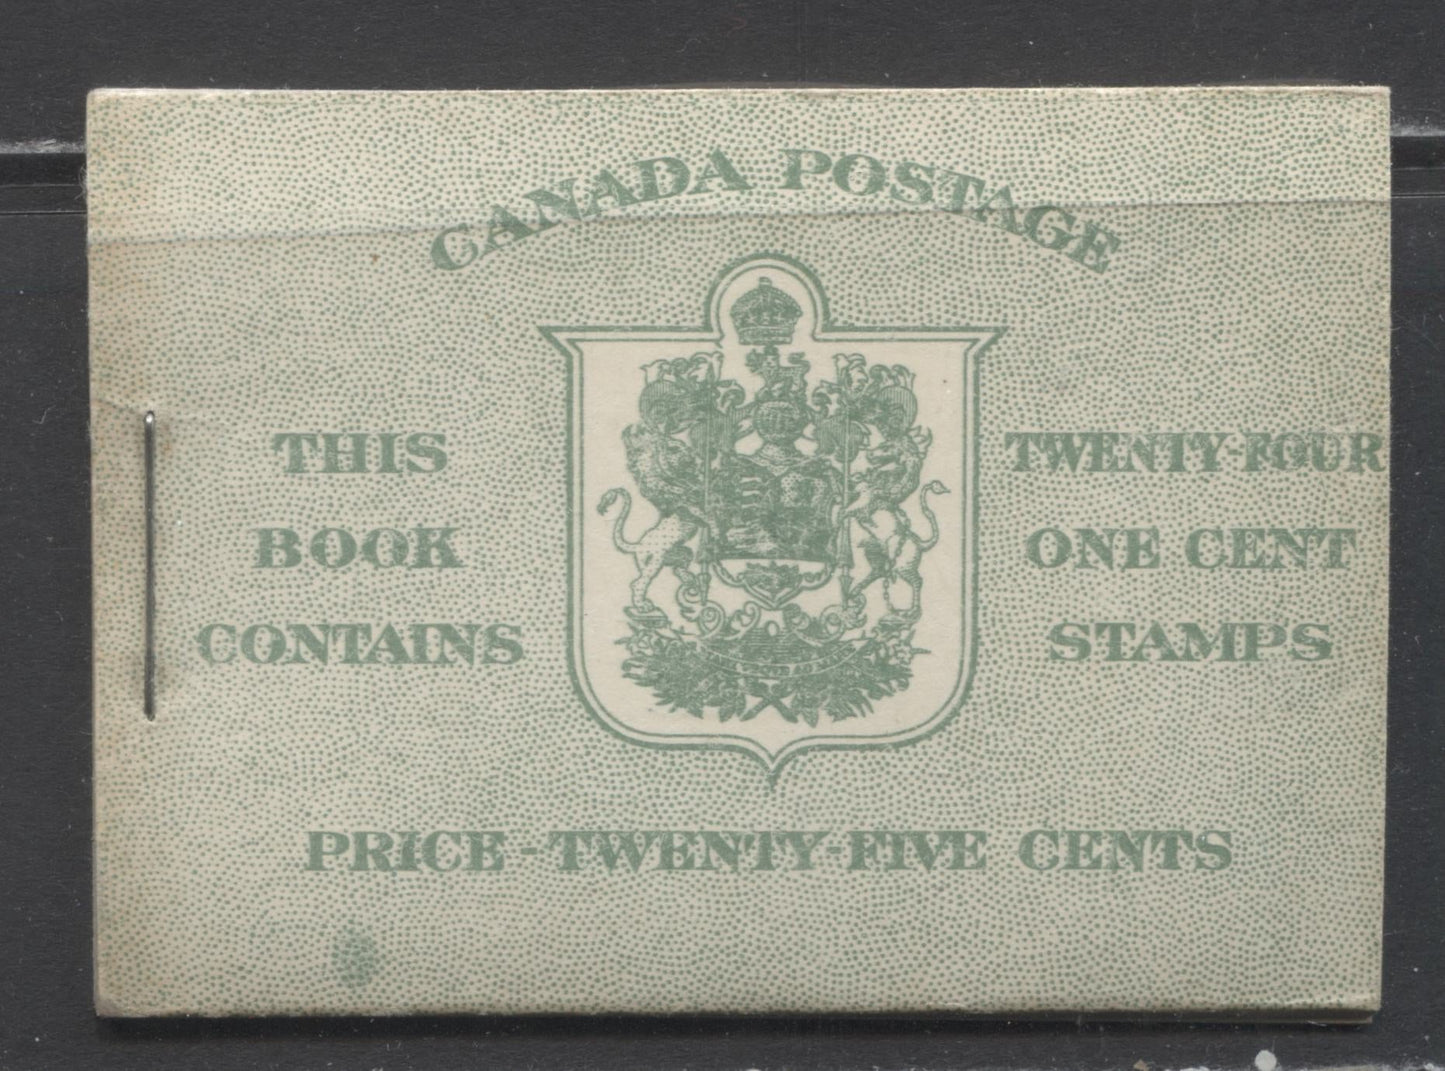 CANADA POSTAGE
THIS
BOOK
CONTAINS
TWENTY-FOUR
ONE CENT
STAMPS
PRICE - TWENTY-FIVE CENTS